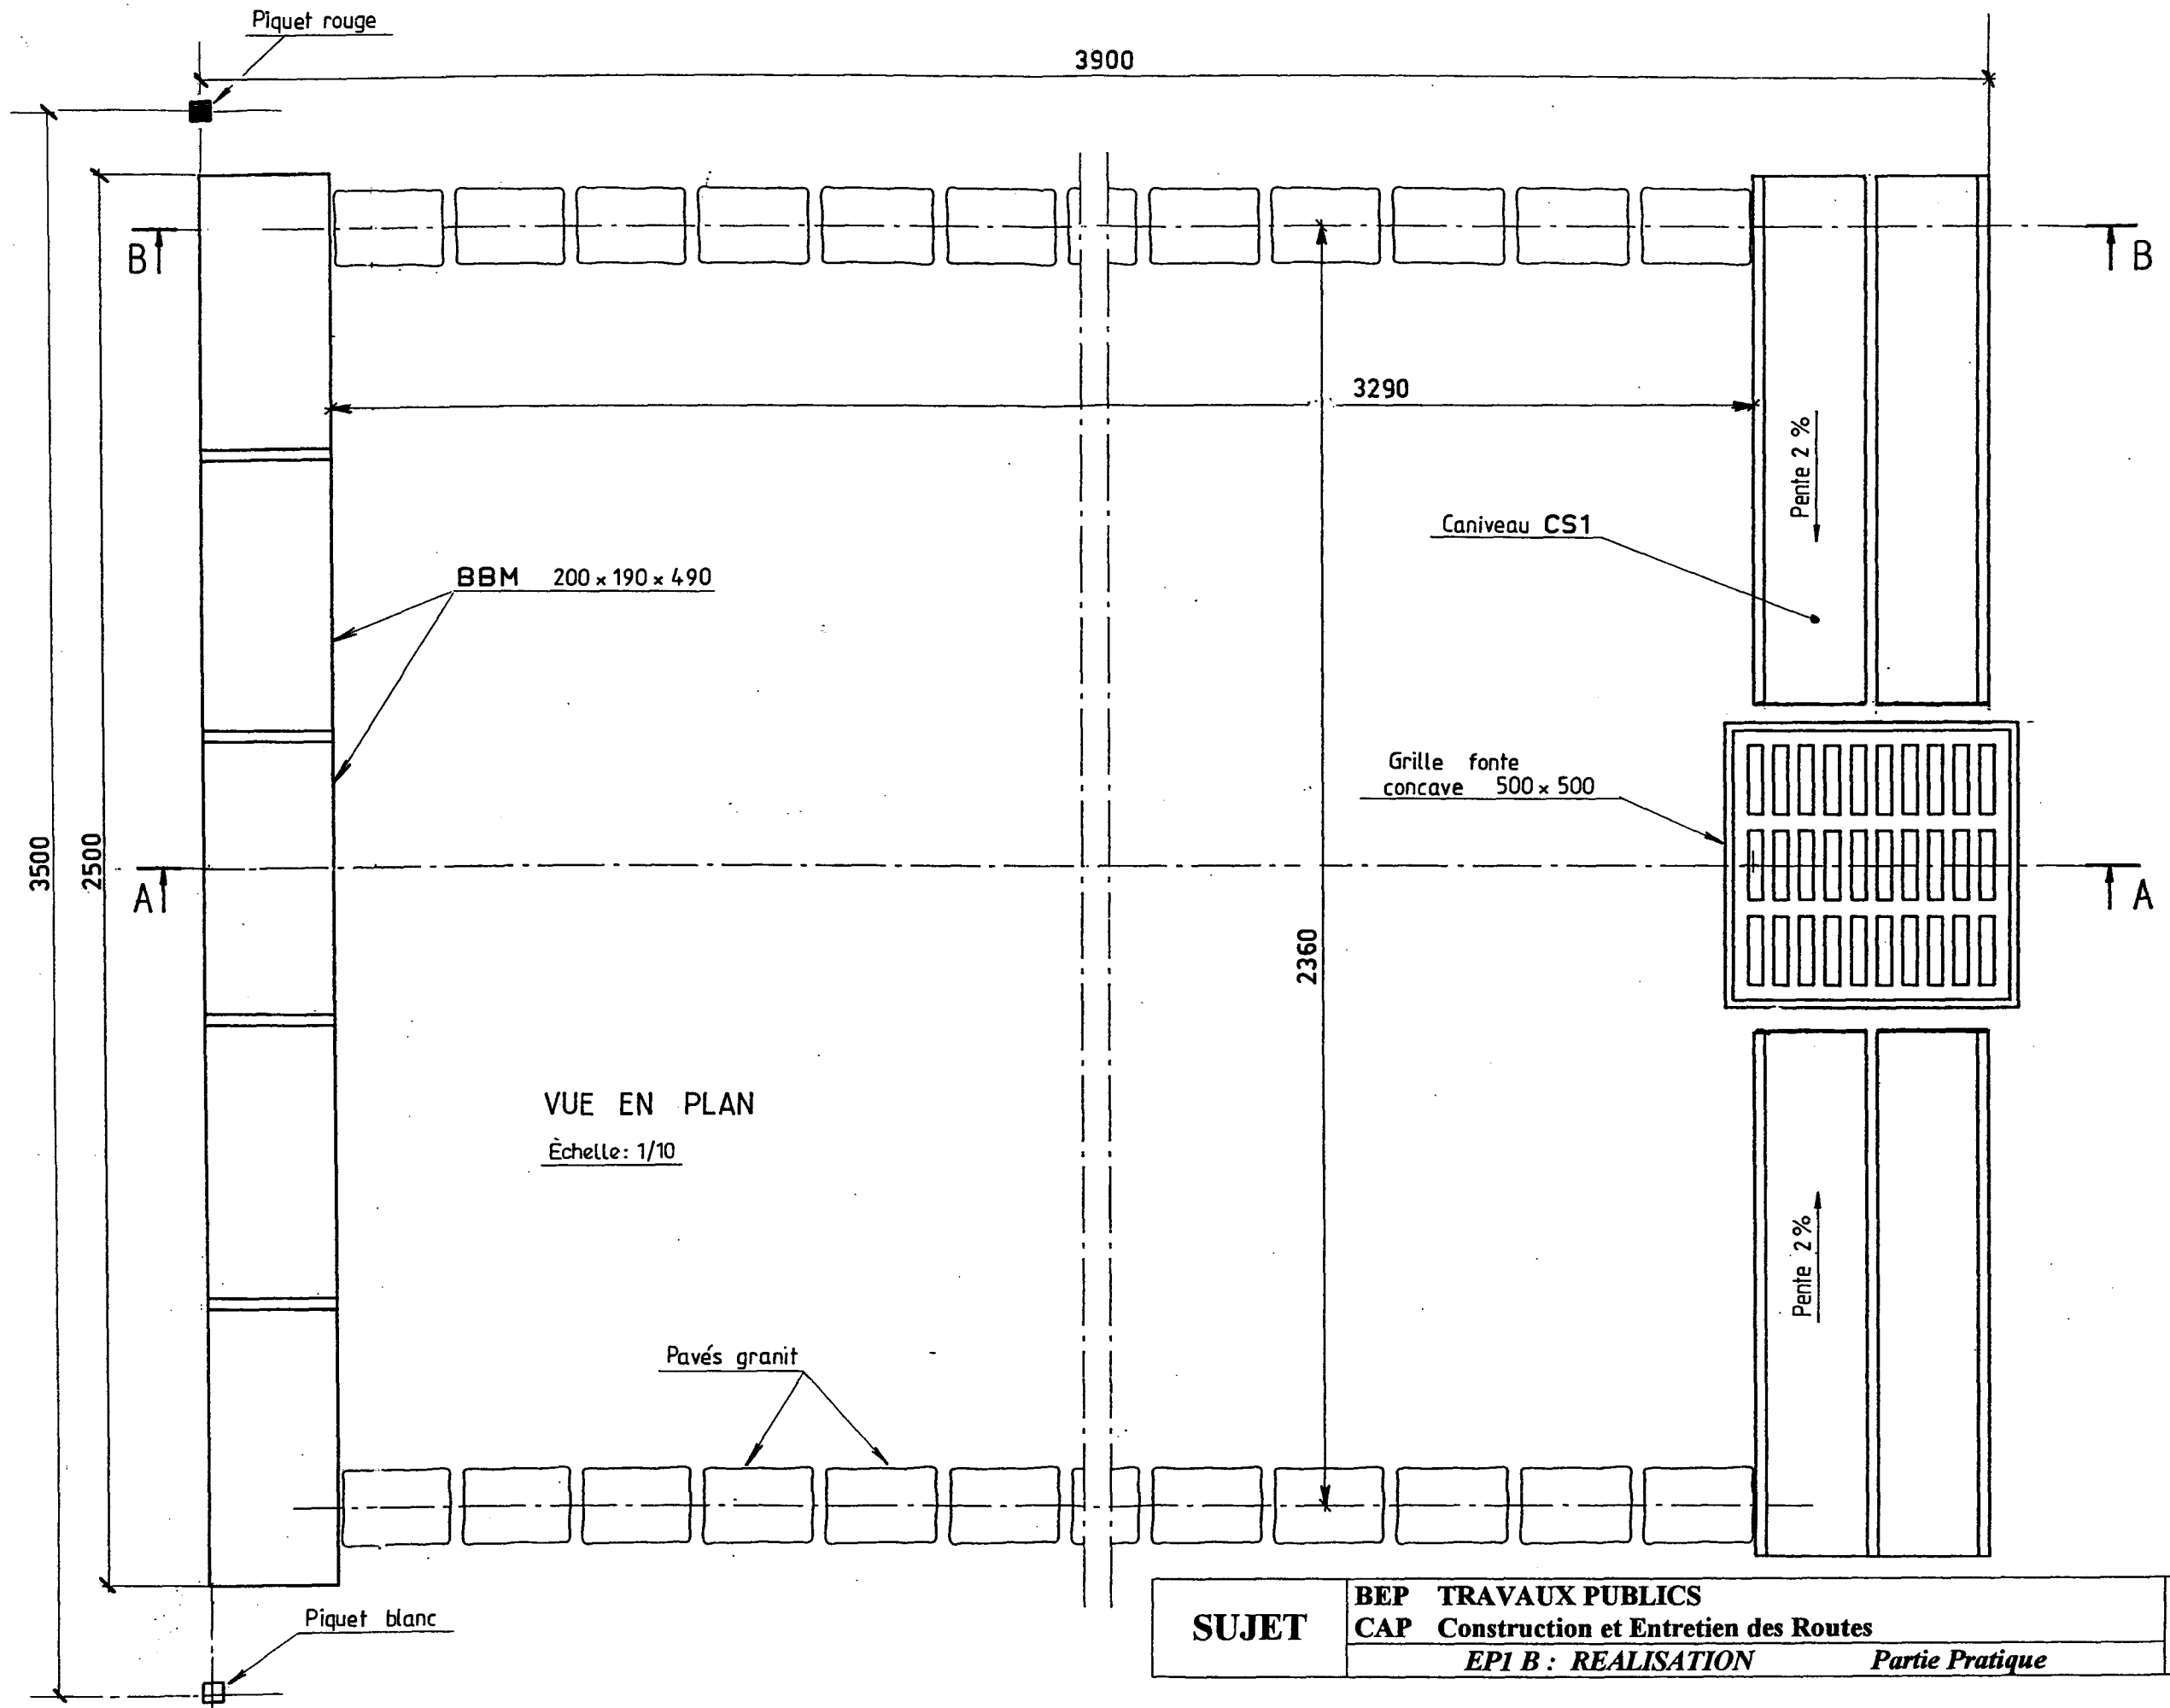 Piquet rouge
3900
B
B
3290
Pente 2 %
Caniveau CS1
BBM 200 x 190 x 490
Grille fonte
concave 500 x 500
3500
2500
A
A
2360
VUE EN PLAN
Èchelle: 1/10
Pente 2%
Pavés granit
Piquet blanc
SUJET
BEP TRAVAUX PUBLICS
CAP Construction et Entretien des Routes
EP1 B : REALISATION Partie Pratique